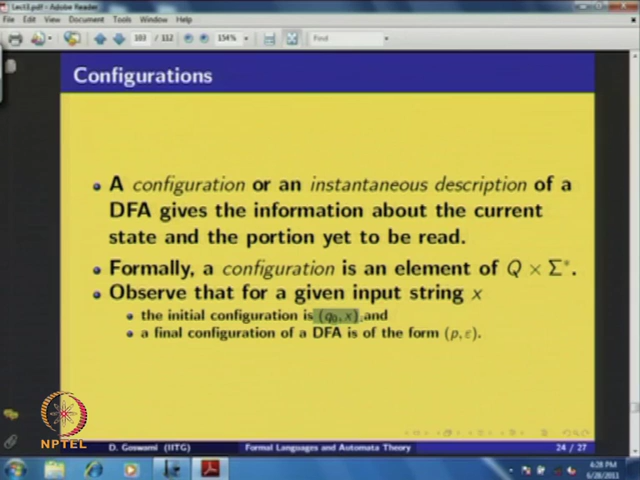 Lect3.pdf - Adobe Reader
File Edit View Document Tools Window Help
103 / 112 154% Find
Configurations
A configuration or an instantaneous description of a
DFA gives the information about the current
state and the portion yet to be read.
Formally, a configuration is an element of Q × Σ*.
Observe that for a given input string x
the initial configuration is (q₀, x) and
a final configuration of a DFA is of the form (p, ε).
NPTEL
D. Goswami (IITG) Formal Languages and Automata Theory 24 / 27
4:28 PM
6/28/2011